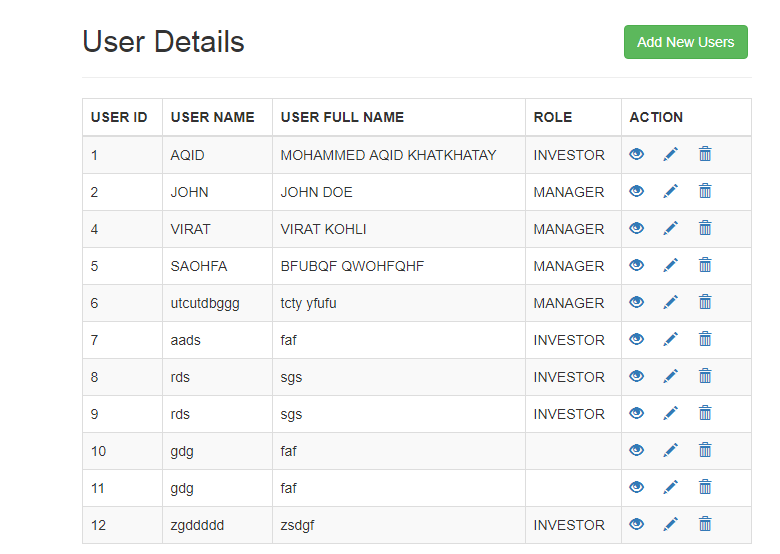 User Details
Add New Users
USER ID USER NAME USER FULL NAME ROLE ACTION
1 AQID MOHAMMED AQID KHATKHATAY INVESTOR
2 JOHN JOHN DOE MANAGER
4 VIRAT VIRAT KOHLI MANAGER
5 SAOHFA BFUBQF QWOHFQHF MANAGER
6 utcutdbggg tcty yfufu MANAGER
7 aads faf INVESTOR
8 rds sgs INVESTOR
9 rds sgs INVESTOR
10 gdg faf
11 gdg faf
12 zgddddd zsdgf INVESTOR